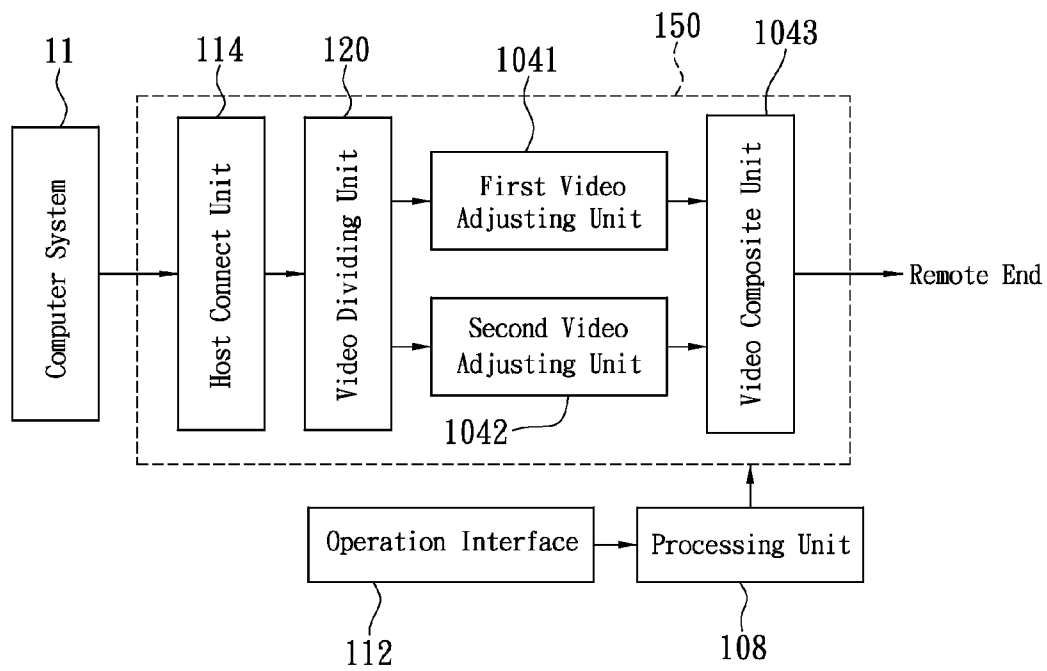 11
114
120
1041
150
1043
Computer System
Host Connect Unit
Video Dividing Unit
First Video
Adjusting Unit
Second Video
Adjusting Unit
1042
Video Composite Unit
Remote End
Operation Interface
Processing Unit
112
108